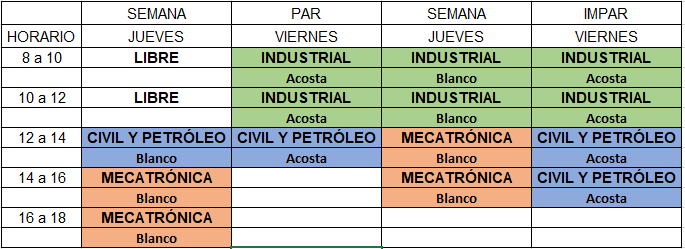 SEMANA PAR SEMANA IMPAR
HORARIO JUEVES VIERNES JUEVES VIERNES
8 a 10 LIBRE INDUSTRIAL INDUSTRIAL INDUSTRIAL
Acosta Blanco Acosta
10 a 12 LIBRE INDUSTRIAL INDUSTRIAL INDUSTRIAL
Acosta Blanco Acosta
12 a 14 CIVIL Y PETRÓLEO CIVIL Y PETRÓLEO MECATRÓNICA CIVIL Y PETRÓLEO
Blanco Acosta Blanco Acosta
14 a 16 MECATRÓNICA MECATRÓNICA CIVIL Y PETRÓLEO
Blanco Blanco Acosta
16 a 18 MECATRÓNICA
Blanco